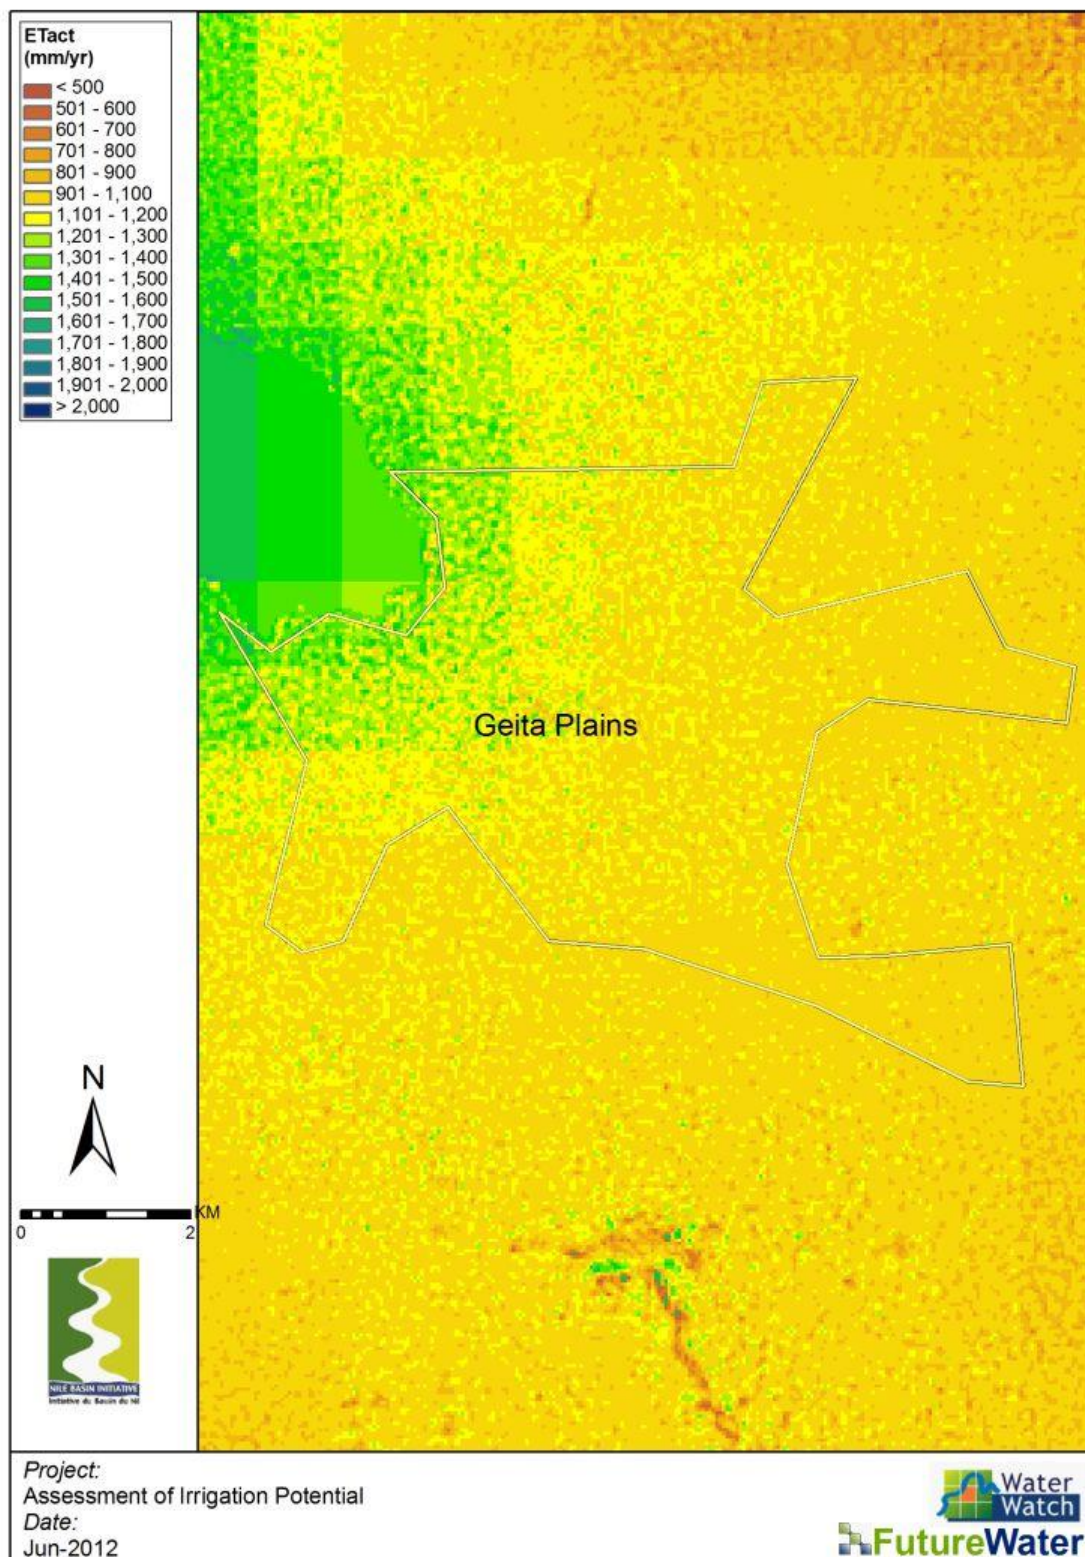 ETact
(mm/yr)
< 500
501 - 600
601 - 700
701 - 800
801 - 900
901 - 1,100
1,101 - 1,200
1,201 - 1,300
1,301 - 1,400
1,401 - 1,500
1,501 - 1,600
1,601 - 1,700
1,701 - 1,800
1,801 - 1,900
1,901 - 2,000
> 2,000
Geita Plains
N
KM
0 2
NILE BASIN INITIATIVE
Initiative du Bassin du Nil
Project:
Assessment of Irrigation Potential
Date:
Jun-2012
Water
Watch
FutureWater